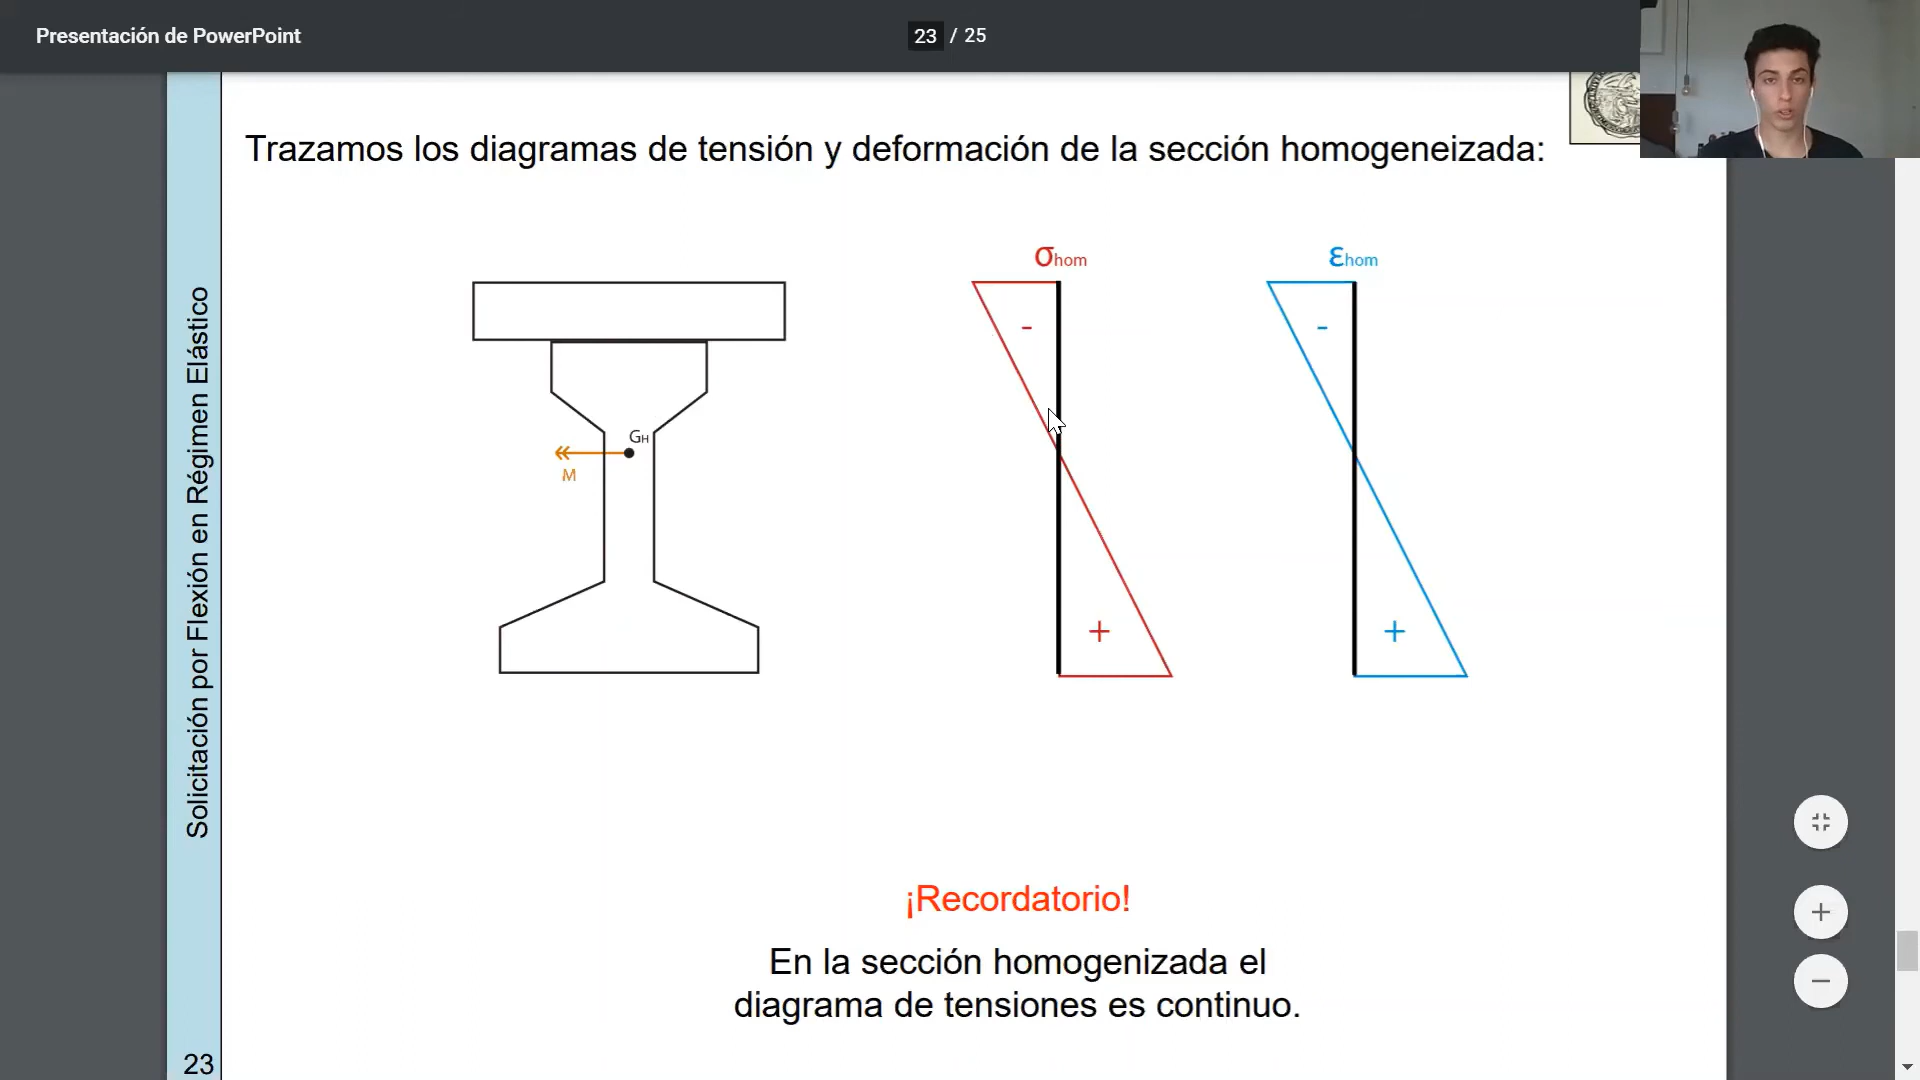 Presentación de PowerPoint
23 / 25
Trazamos los diagramas de tensión y deformación de la sección homogeneizada:
Solicitación por Flexión en Régimen Elástico
σhom
εhom
-
-
GH
M
+
+
¡Recordatorio!
En la sección homogenizada el
diagrama de tensiones es continuo.
23